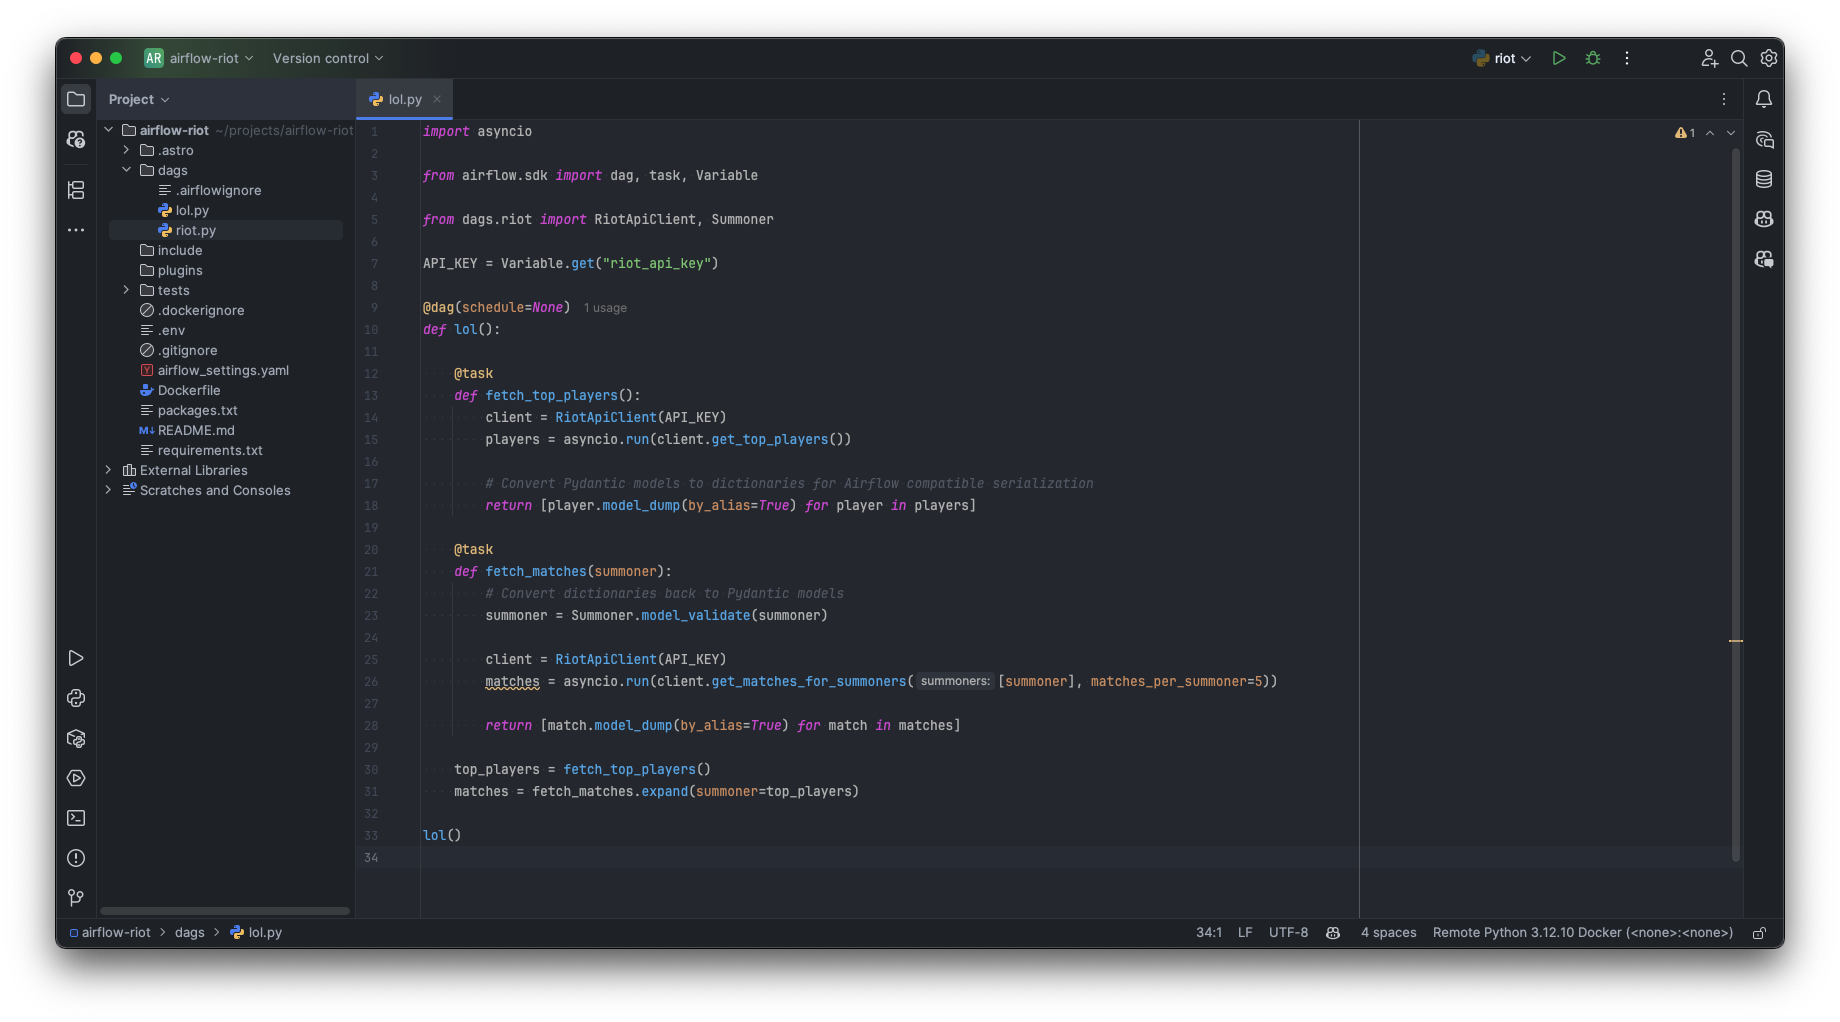 AR airflow-riot Version control riot
Project lol.py
airflow-riot ~/projects/airflow-riot
.astro
dags
.airflowignore
lol.py
riot.py
include
plugins
tests
.dockerignore
.env
.gitignore
airflow_settings.yaml
Dockerfile
packages.txt
M↓ README.md
requirements.txt
External Libraries
Scratches and Consoles
1 import asyncio
2
3 from airflow.sdk import dag, task, Variable
4
5 from dags.riot import RiotApiClient, Summoner
6
7 API_KEY = Variable.get("riot_api_key")
8
9 @dag(schedule=None) 1 usage
10 def lol():
11
12 @task
13 def fetch_top_players():
14 client = RiotApiClient(API_KEY)
15 players = asyncio.run(client.get_top_players())
16
17 # Convert Pydantic models to dictionaries for Airflow compatible serialization
18 return [player.model_dump(by_alias=True) for player in players]
19
20 @task
21 def fetch_matches(summoner):
22 # Convert dictionaries back to Pydantic models
23 summoner = Summoner.model_validate(summoner)
24
25 client = RiotApiClient(API_KEY)
26 matches = asyncio.run(client.get_matches_for_summoners( summoners: [summoner], matches_per_summoner=5))
27
28 return [match.model_dump(by_alias=True) for match in matches]
29
30 top_players = fetch_top_players()
31 matches = fetch_matches.expand(summoner=top_players)
32
33 lol()
34
1
airflow-riot > dags > lol.py 34:1 LF UTF-8 4 spaces Remote Python 3.12.10 Docker (<none>:<none>)